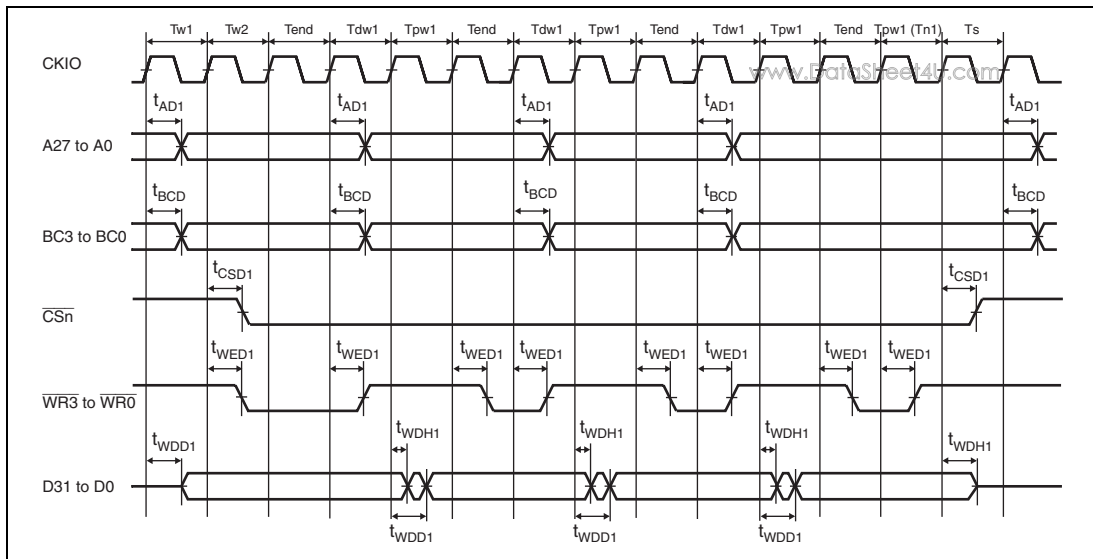 Tw1 Tw2 Tend Tdw1 Tpw1 Tend Tdw1 Tpw1 Tend Tdw1 Tpw1 Tend Tpw1 (Tn1) Ts
CKIO
www.DataSheet4U.com
tAD1 tAD1 tAD1 tAD1 tAD1
A27 to A0
tBCD tBCD tBCD tBCD tBCD
BC3 to BC0
tCSD1 tCSD1
CSn
tWED1 tWED1 tWED1 tWED1 tWED1 tWED1 tWED1 tWED1
WR3 to WR0
tWDD1 tWDH1 tWDH1 tWDH1 tWDH1
D31 to D0
tWDD1 tWDD1 tWDD1